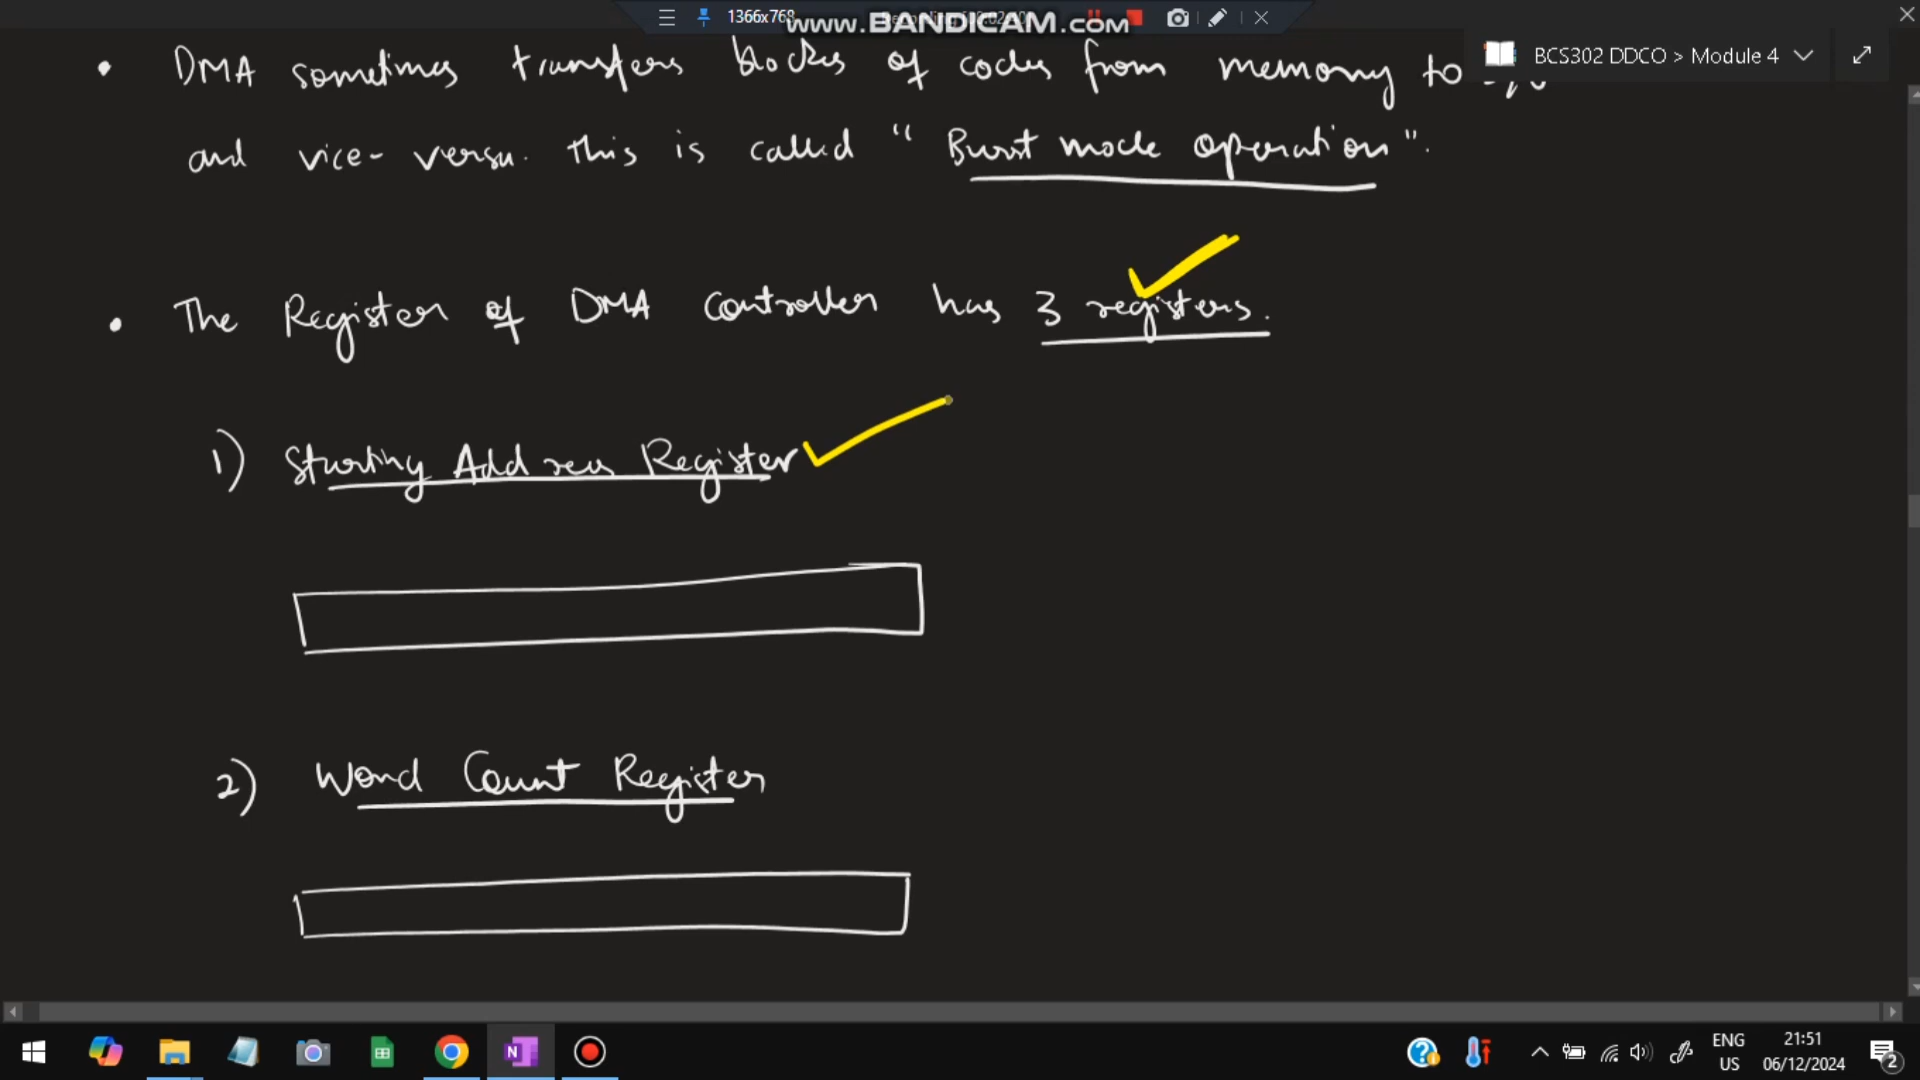 1366x768
www.BANDICAM.com
BCS302 DDCO > Module 4
• DMA sometimes transfers blocks of codes from memory to
and vice-versa. This is called "Burst mode operation".
• The Register of DMA Controller has 3 registers.
1) Starting Address Register
2) Word Count Register
ENG
US
21:51
06/12/2024
2